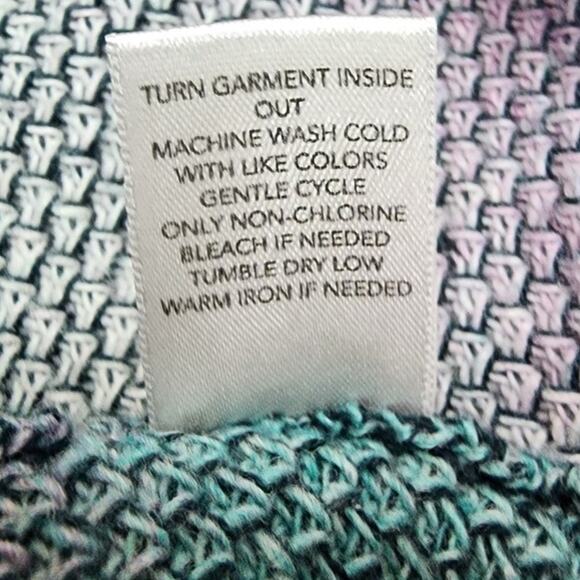 TURN GARMENT INSIDE
OUT
MACHINE WASH COLD
WITH LIKE COLORS
GENTLE CYCLE
ONLY NON-CHLORINE
BLEACH IF NEEDED
TUMBLE DRY LOW
WARM IRON IF NEEDED